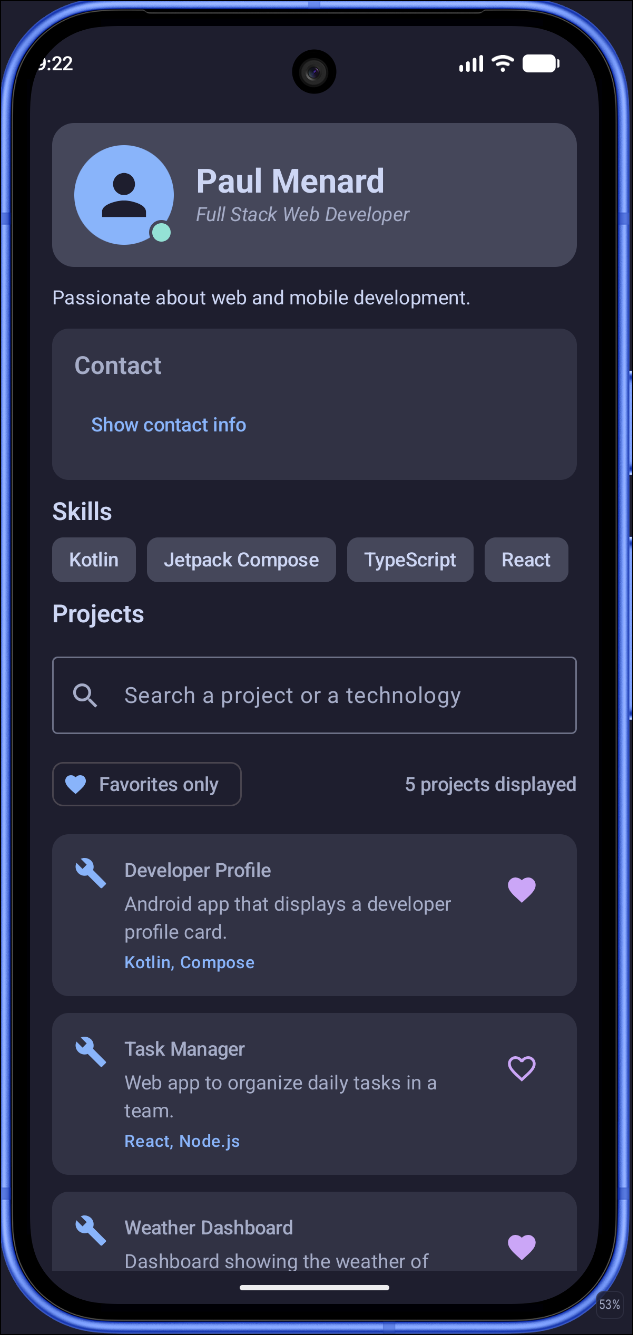 9:22
Paul Menard
Full Stack Web Developer
Passionate about web and mobile development.
Contact
Show contact info
Skills
Kotlin
Jetpack Compose
TypeScript
React
Projects
Search a project or a technology
Favorites only
5 projects displayed
Developer Profile
Android app that displays a developer
profile card.
Kotlin, Compose
Task Manager
Web app to organize daily tasks in a
team.
React, Node.js
Weather Dashboard
Dashboard showing the weather of
53%